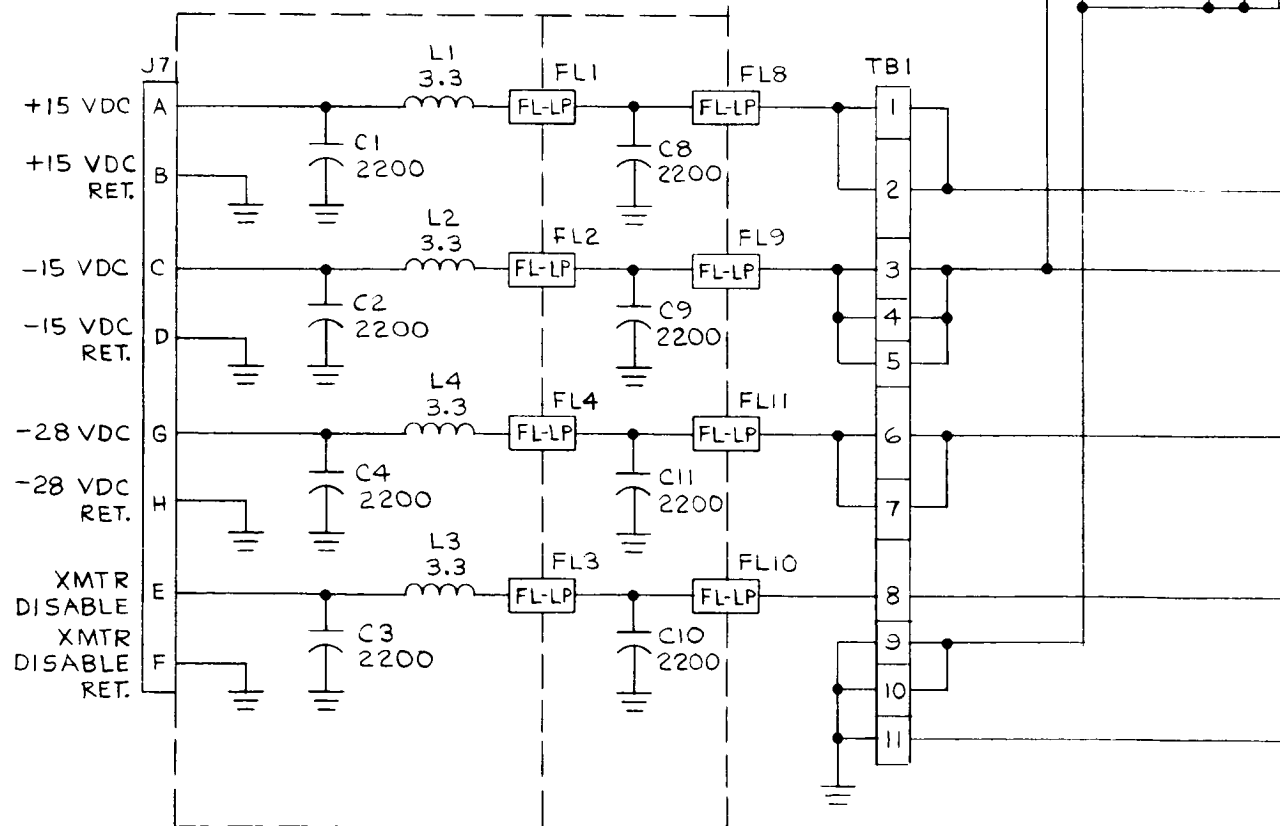 J7
L1
3.3
FL1
FL8
TB1
+15 VDC
A
FL-LP
FL-LP
1
C1
2200
C8
2200
+15 VDC
RET.
B
2
L2
3.3
FL2
FL9
-15 VDC
C
FL-LP
FL-LP
3
C2
2200
C9
2200
4
-15 VDC
RET.
D
5
L4
3.3
FL4
FL11
-28 VDC
G
FL-LP
FL-LP
6
C4
2200
C11
2200
-28 VDC
RET.
H
7
L3
3.3
FL3
FL10
XMTR
DISABLE
E
FL-LP
FL-LP
8
C3
2200
C10
2200
9
XMTR
DISABLE
RET.
F
10
11